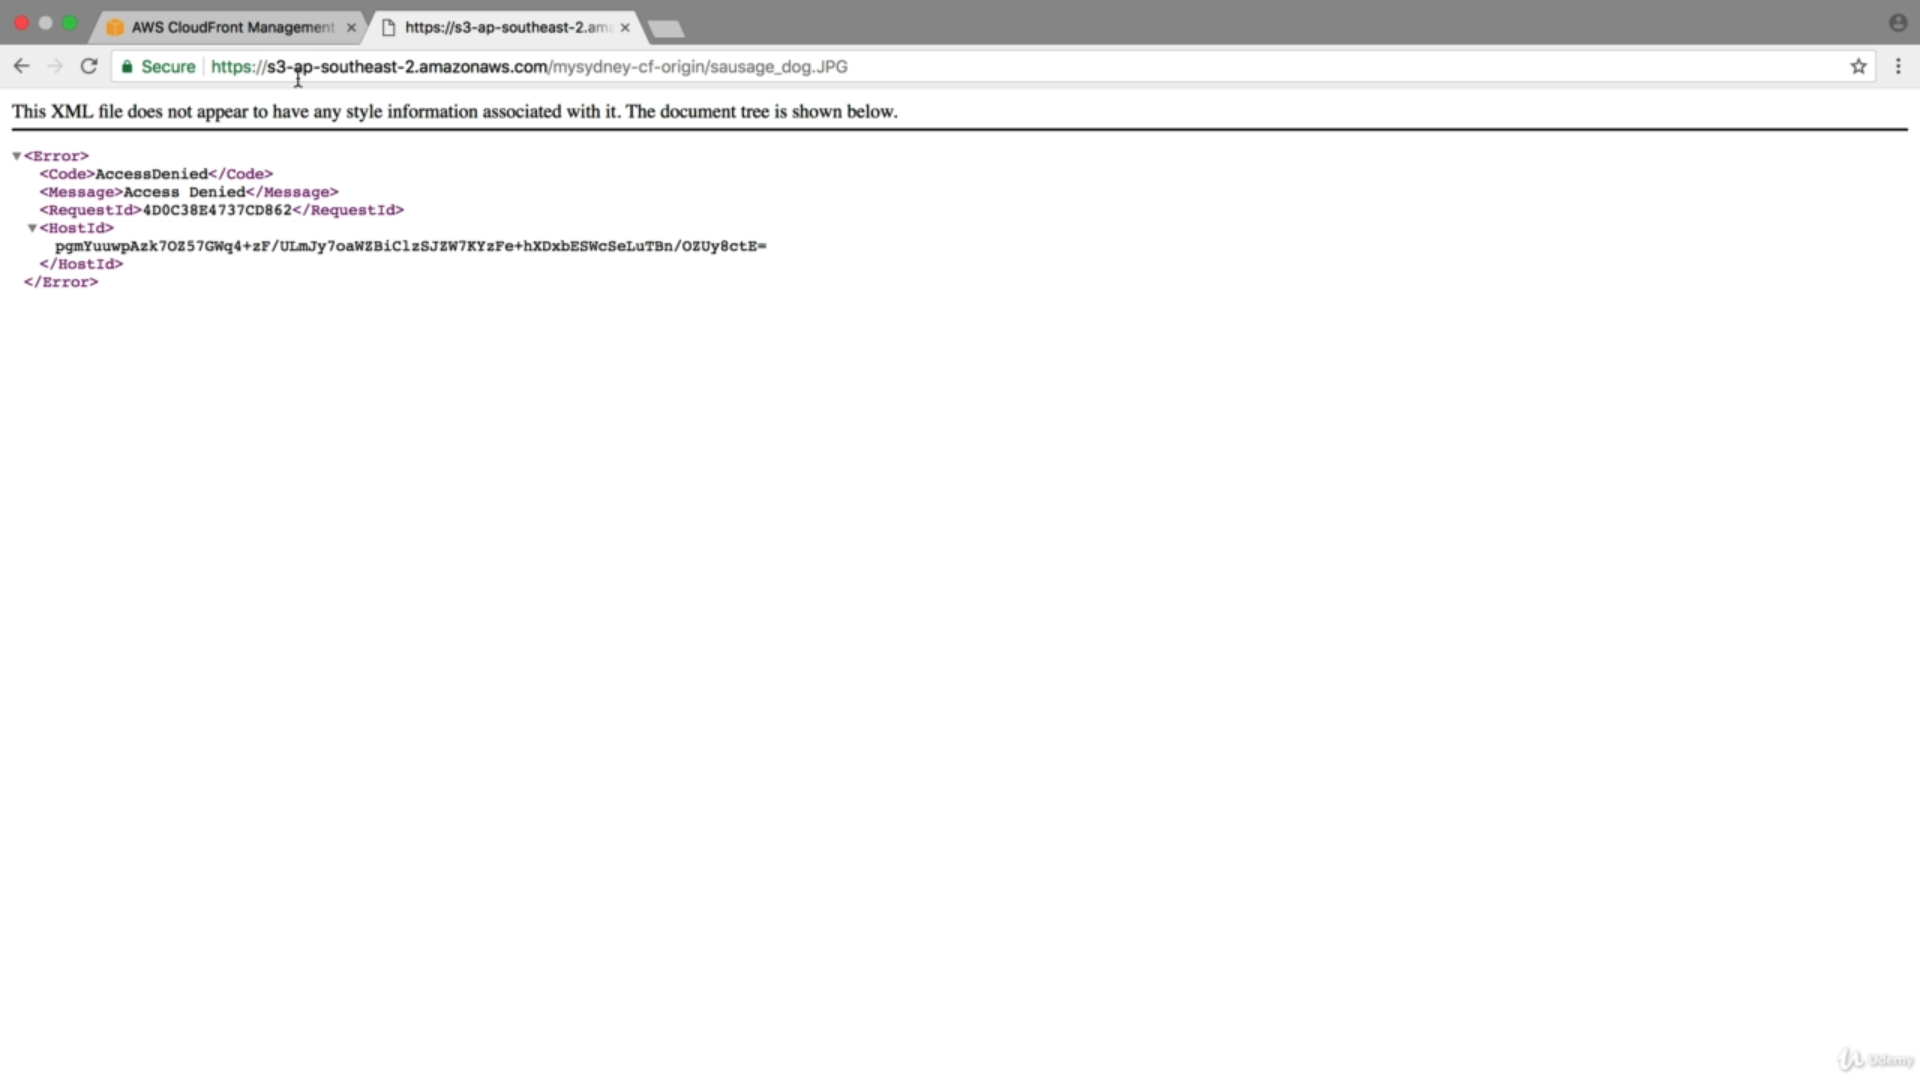 AWS CloudFront Management
https://s3-ap-southeast-2.ama
Secure
https://s3-ap-southeast-2.amazonaws.com/mysydney-cf-origin/sausage_dog.JPG
This XML file does not appear to have any style information associated with it. The document tree is shown below.
<Error>
<Code>AccessDenied</Code>
<Message>Access Denied</Message>
<RequestId>4D0C38E4737CD862</RequestId>
<HostId>
pgmYuuwpAzk7OZ57GWq4+zF/ULmJy7oaWZBiClzSJZW7KYzFe+hXDxbESWcSeLuTBn/OZUy8ctE=
</HostId>
</Error>
Udemy